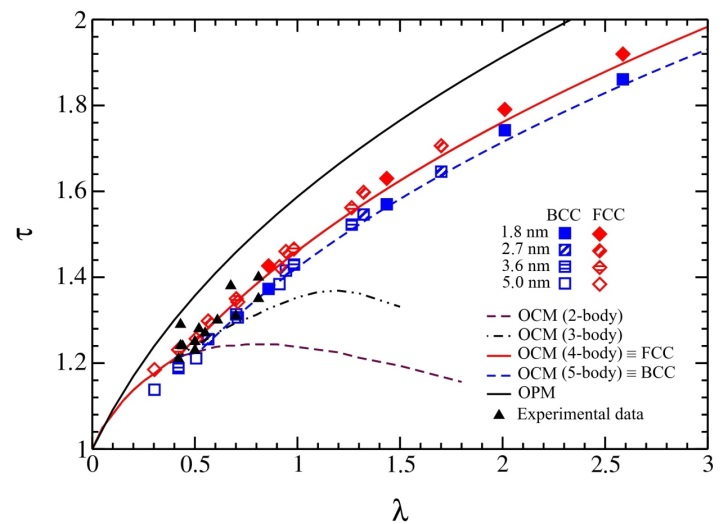 2
1.8
1.6
1.4
1.2
1
τ
BCC FCC
1.8 nm
2.7 nm
3.6 nm
5.0 nm
OCM (2-body)
OCM (3-body)
OCM (4-body) ≡ FCC
OCM (5-body) ≡ BCC
OPM
Experimental data
0 0.5 1 1.5 2 2.5 3
λ